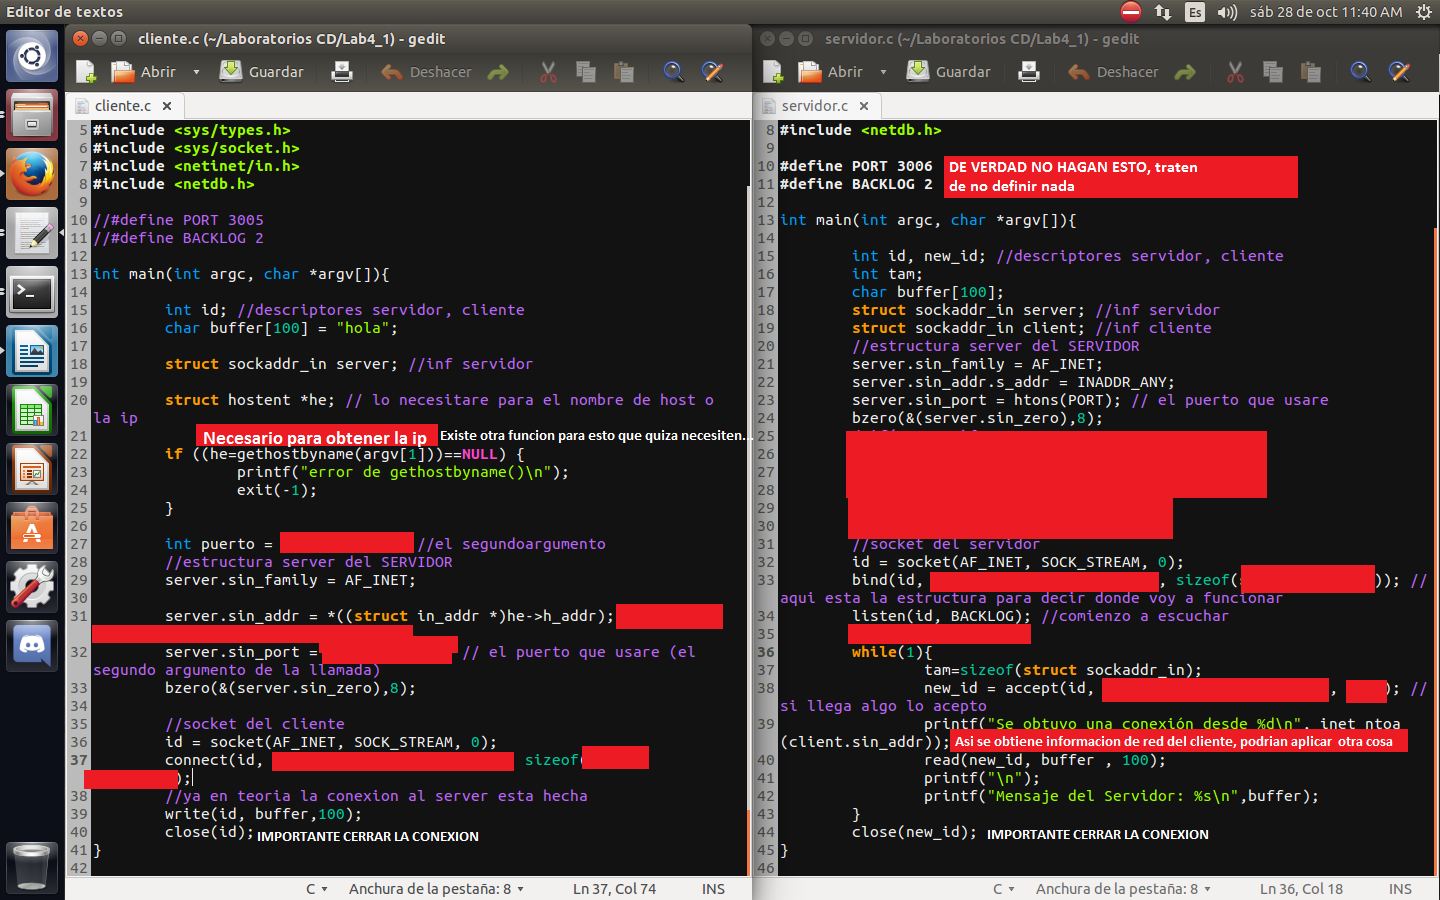 Editor de textos
Es
sáb 28 de oct 11:40 AM
cliente.c (~/Laboratorios CD/Lab4_1) - gedit
Abrir
Guardar
Deshacer
cliente.c ×
5 #include <sys/types.h>
6 #include <sys/socket.h>
7 #include <netinet/in.h>
8 #include <netdb.h>
9
10 //#define PORT 3005
11 //#define BACKLOG 2
12
13 int main(int argc, char *argv[]){
14
15 int id; //descriptores servidor, cliente
16 char buffer[100] = "hola";
17
18 struct sockaddr_in server; //inf servidor
19
20 struct hostent *he; // lo necesitare para el nombre de host o
la ip
21 Necesario para obtener la ip Existe otra funcion para esto que quiza necesiten...
22 if ((he=gethostbyname(argv[1]))==NULL) {
23 printf("error de gethostbyname()\n");
24 exit(-1);
25 }
26
27 int puerto = //el segundoargumento
28 //estructura server del SERVIDOR
29 server.sin_family = AF_INET;
30
31 server.sin_addr = *((struct in_addr *)he->h_addr);
32 server.sin_port = // el puerto que usare (el
segundo argumento de la llamada)
33 bzero(&(server.sin_zero),8);
34
35 //socket del cliente
36 id = socket(AF_INET, SOCK_STREAM, 0);
37 connect(id, sizeof(
);
38 //ya en teoria la conexion al server esta hecha
39 write(id, buffer,100);
40 close(id); IMPORTANTE CERRAR LA CONEXION
41 }
42
C Anchura de la pestaña: 8 Ln 37, Col 74 INS
servidor.c (~/Laboratorios CD/Lab4_1) - gedit
Abrir
Guardar
Deshacer
servidor.c ×
8 #include <netdb.h>
9
10 #define PORT 3006 DE VERDAD NO HAGAN ESTO, traten
11 #define BACKLOG 2 de no definir nada
12
13 int main(int argc, char *argv[]){
14
15 int id, new_id; //descriptores servidor, cliente
16 int tam;
17 char buffer[100];
18 struct sockaddr_in server; //inf servidor
19 struct sockaddr_in client; //inf cliente
20 //estructura server del SERVIDOR
21 server.sin_family = AF_INET;
22 server.sin_addr.s_addr = INADDR_ANY;
23 server.sin_port = htons(PORT); // el puerto que usare
24 bzero(&(server.sin_zero),8);
25
26
27
28
29
30
31 //socket del servidor
32 id = socket(AF_INET, SOCK_STREAM, 0);
33 bind(id, , sizeof( )); //
aqui esta la estructura para decir donde voy a funcionar
34 listen(id, BACKLOG); //comienzo a escuchar
35
36 while(1){
37 tam=sizeof(struct sockaddr_in);
38 new_id = accept(id, , ); //
si llega algo lo acepto
39 printf("Se obtuvo una conexión desde %d\n", inet_ntoa
(client.sin_addr)); Asi se obtiene informacion de red del cliente, podrian aplicar otra cosa
40 read(new_id, buffer , 100);
41 printf("\n");
42 printf("Mensaje del Servidor: %s\n",buffer);
43 }
44 close(new_id); IMPORTANTE CERRAR LA CONEXION
45 }
46
C Anchura de la pestaña: 8 Ln 36, Col 18 INS